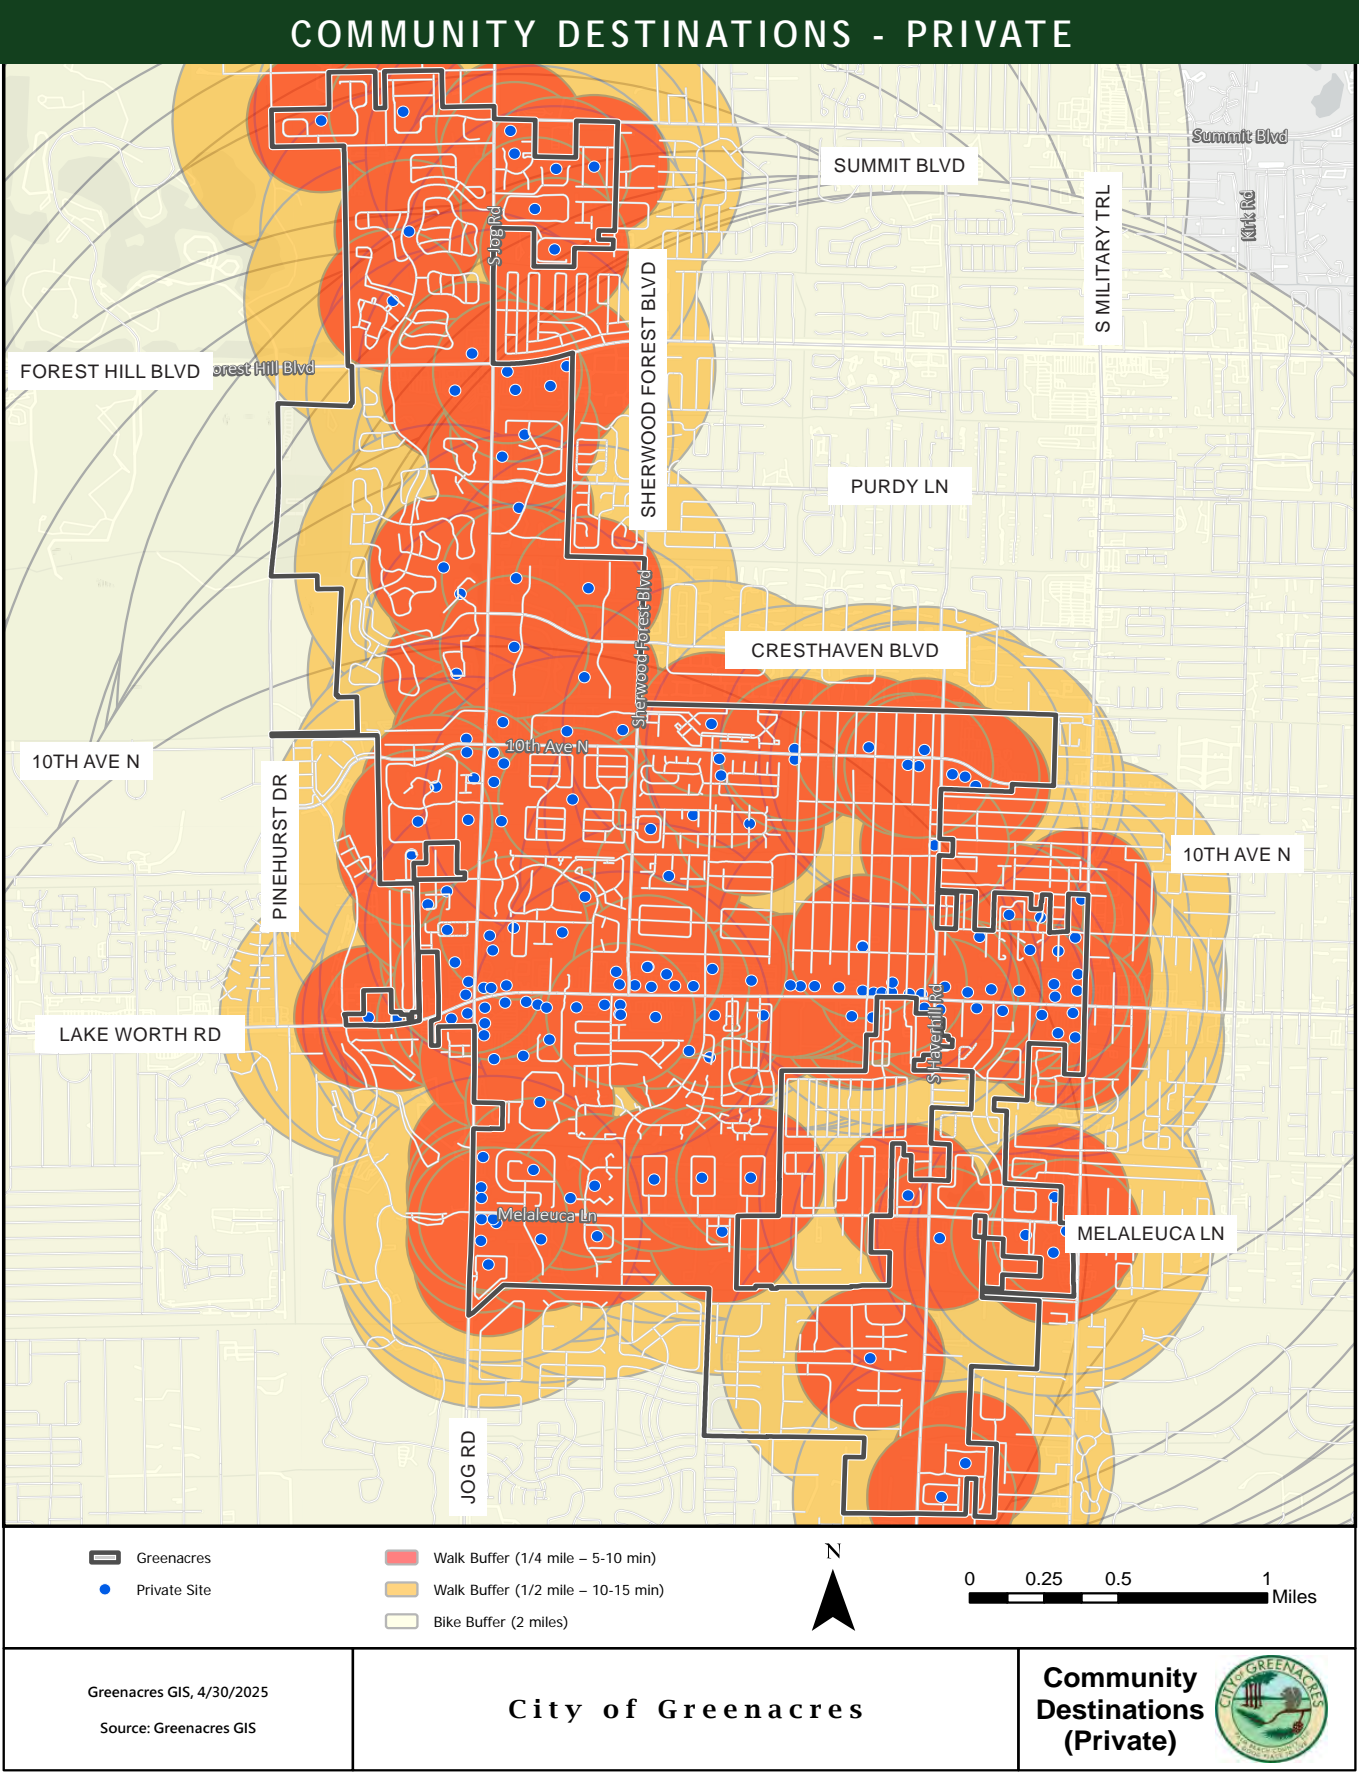 COMMUNITY DESTINATIONS - PRIVATE
Summit Blvd
SUMMIT BLVD
S MILITARY TRL
Kirk Rd
S Jog Rd
SHERWOOD FOREST BLVD
FOREST HILL BLVD
orest Hill Blvd
PURDY LN
Sherwood Forest Blvd
CRESTHAVEN BLVD
10th Ave N
10TH AVE N
PINEHURST DR
10TH AVE N
LAKE WORTH RD
S Haverhill Rd
Melaleuca Ln
MELALEUCA LN
JOG RD
Greenacres
Private Site
Walk Buffer (1/4 mile – 5-10 min)
Walk Buffer (1/2 mile – 10-15 min)
Bike Buffer (2 miles)
N
0 0.25 0.5 1
Miles
Greenacres GIS, 4/30/2025
Source: Greenacres GIS
City of Greenacres
Community
Destinations
(Private)
CITY OF GREENACRES